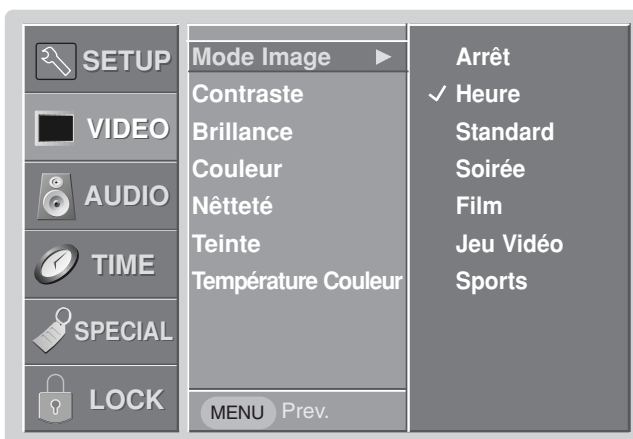 SETUP
VIDEO
AUDIO
TIME
SPECIAL
LOCK
Mode Image ►
Contraste
Brillance
Couleur
Nêtteté
Teinte
Température Couleur
MENU Prev.
Arrêt
✓ Heure
Standard
Soirée
Film
Jeu Vidéo
Sports